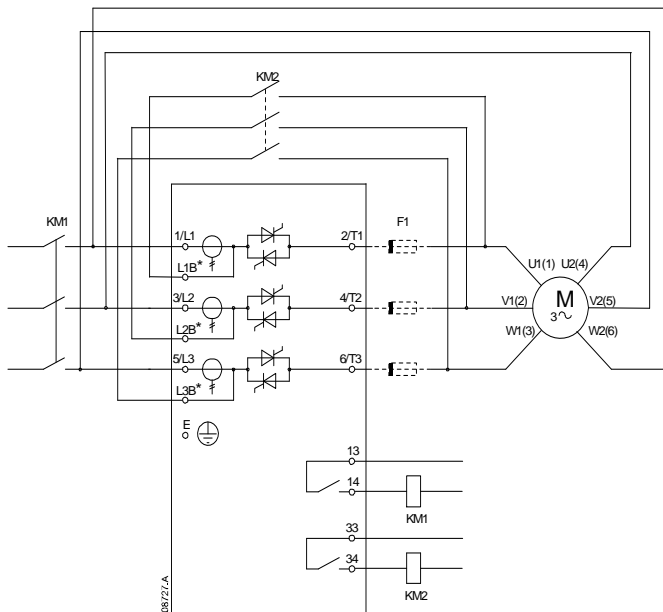 KM2
KM1
1/L1
2/T1
F1
L1B*
U1(1) U2(4)
3/L2
4/T2
V1(2)
M
3~
V2(5)
L2B*
W1(3)
W2(6)
5/L3
6/T3
L3B*
E
13
14
KM1
33
34
KM2
08727.A